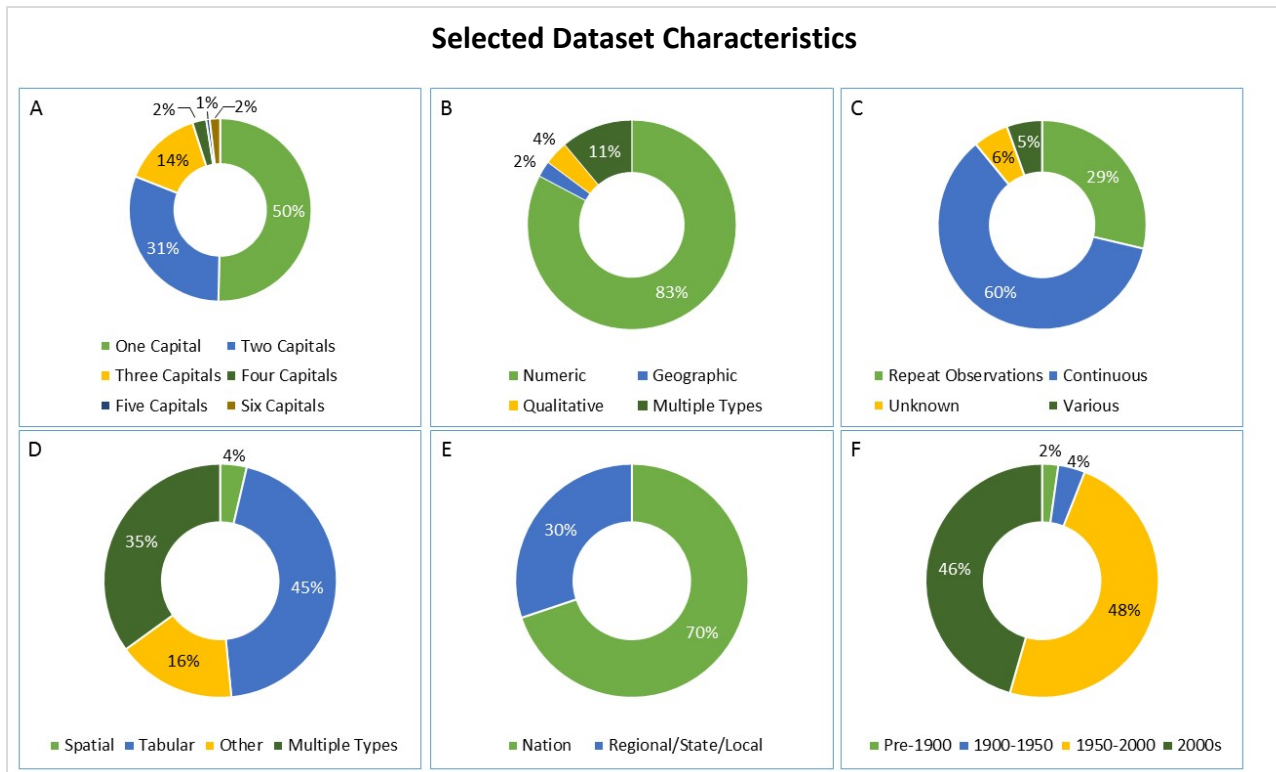 Selected Dataset Characteristics
A
2%
1%
2%
14%
50%
31%
One Capital
Two Capitals
Three Capitals
Four Capitals
Five Capitals
Six Capitals
B
4%
11%
2%
83%
Numeric
Geographic
Qualitative
Multiple Types
C
5%
6%
29%
60%
Repeat Observations
Continuous
Unknown
Various
D
4%
35%
45%
16%
Spatial
Tabular
Other
Multiple Types
E
30%
70%
Nation
Regional/State/Local
F
2%
4%
46%
48%
Pre-1900
1900-1950
1950-2000
2000s